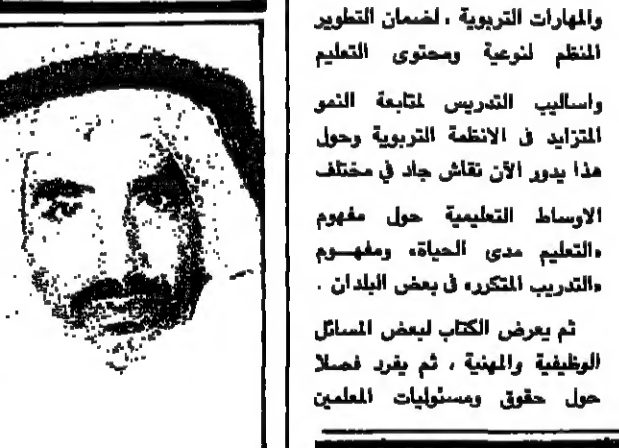 والمهارات التربوية ، لضمان التطوير
المنظم لنوعية ومحتوى التعليم
واساليب التدريس لمتابعة النمو
المتزايد في الانظمة التربوية وحول
هذا يدور الآن نقاش جاد في مختلف
الاوساط التعليمية حول مفهوم
«التعليم مدى الحياة» ومفهـــوم
«التدريب المتكرر» في بعض البلدان .
ثم يعرض الكتاب لبعض المسائل
الوظيفية والمهنية ، ثم يفرد فصلا
حول حقوق ومسئوليات المعلمين